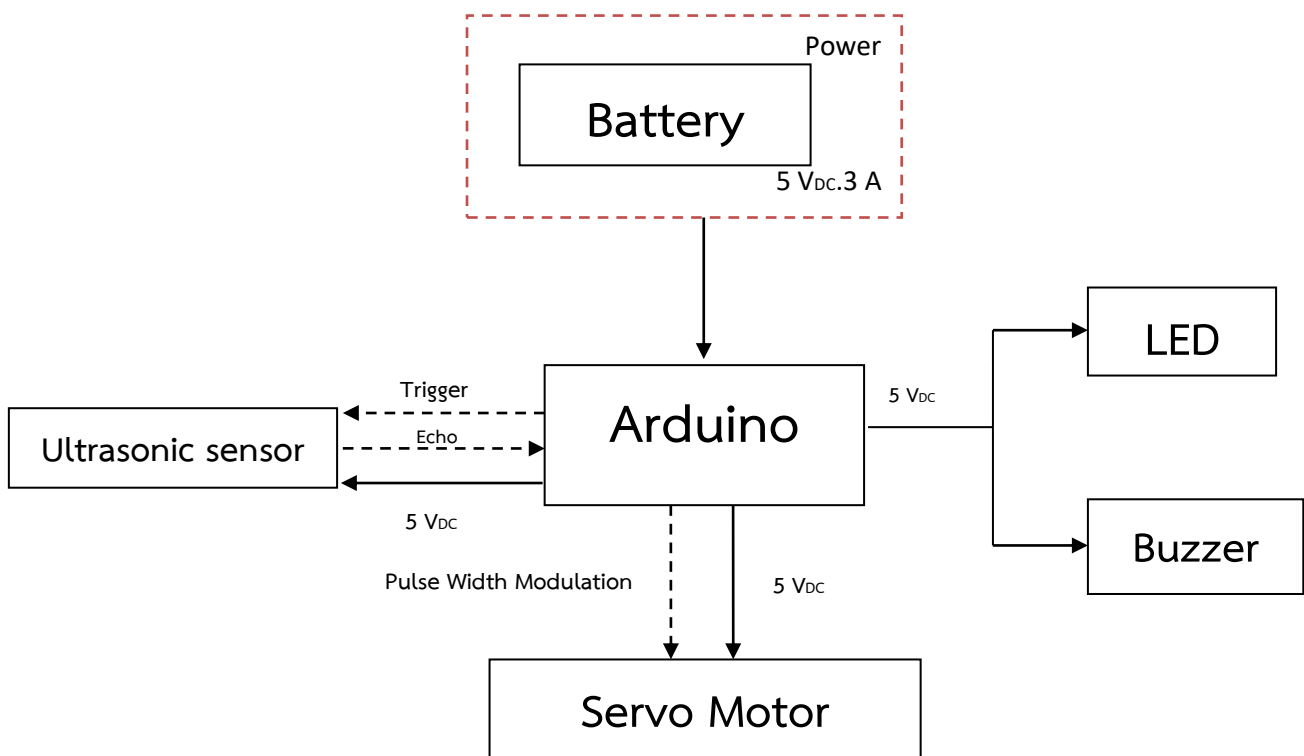 Power
Battery
5 VDC.3 A
LED
Trigger
Arduino
5 VDC
Echo
Ultrasonic sensor
5 VDC
Buzzer
Pulse Width Modulation
5 VDC
Servo Motor